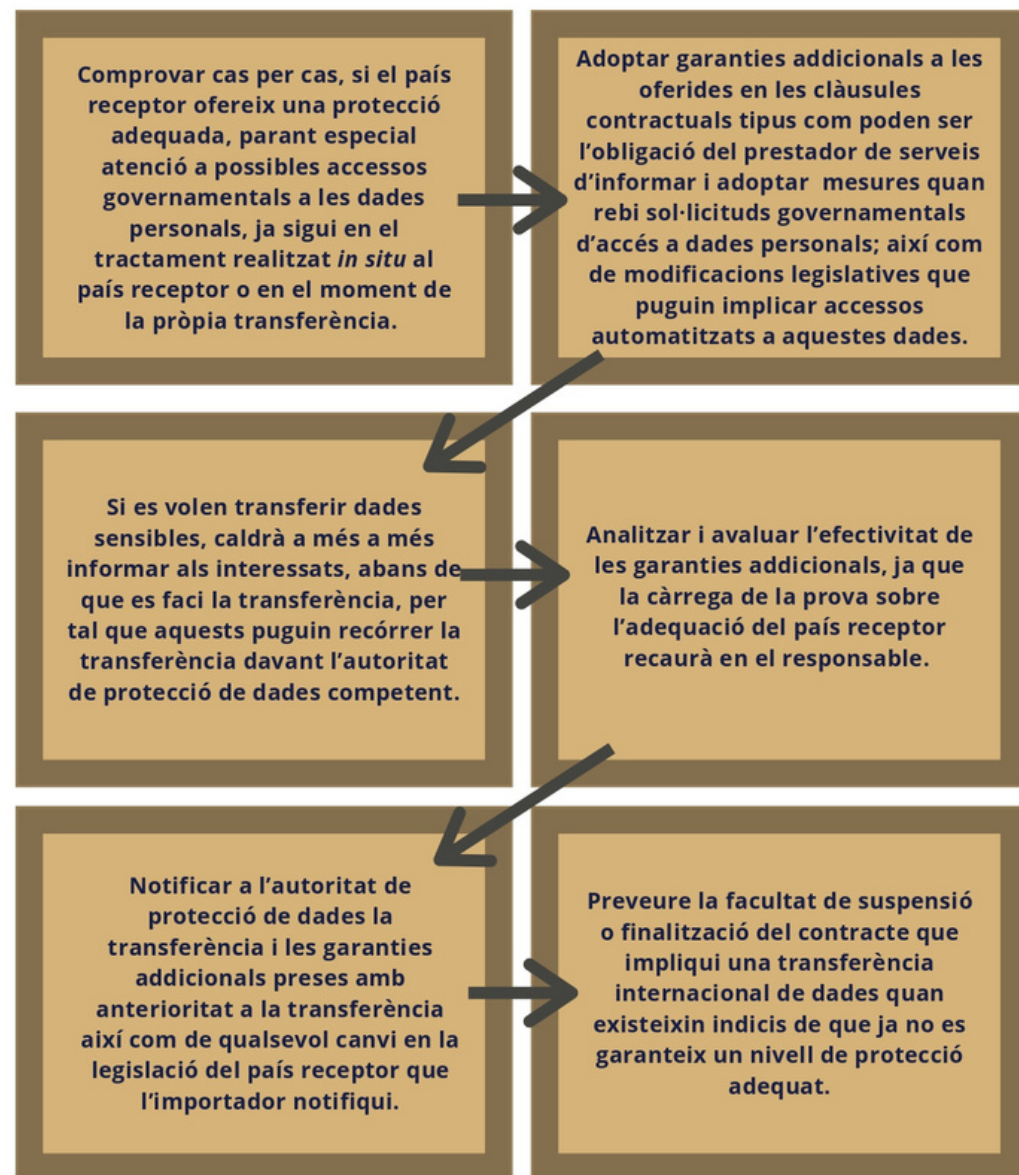 Comprovar cas per cas, si el país
receptor ofereix una protecció
adequada, parant especial
atenció a possibles accessos
governamentals a les dades
personals, ja sigui en el
tractament realitzat in situ al
país receptor o en el moment de
la pròpia transferència.
Adoptar garanties addicionals a les
oferides en les clàusules
contractuals tipus com poden ser
l’obligació del prestador de serveis
d’informar i adoptar mesures quan
rebi sol·licituds governamentals
d’accés a dades personals; així com
de modificacions legislatives que
puguin implicar accessos
automatitzats a aquestes dades.
Si es volen transferir dades
sensibles, caldrà a més a més
informar als interessats, abans de
que es faci la transferència, per
tal que aquests puguin recórrer la
transferència davant l’autoritat
de protecció de dades competent.
Analitzar i avaluar l’efectivitat de
les garanties addicionals, ja que
la càrrega de la prova sobre
l’adequació del país receptor
recaurà en el responsable.
Notificar a l’autoritat de
protecció de dades la
transferència i les garanties
addicionals preses amb
anterioritat a la transferència
així com de qualsevol canvi en la
legislació del país receptor que
l’importador notifiqui.
Preveure la facultat de suspensió
o finalització del contracte que
impliqui una transferència
internacional de dades quan
existeixin indicis de que ja no es
garanteix un nivell de protecció
adequat.